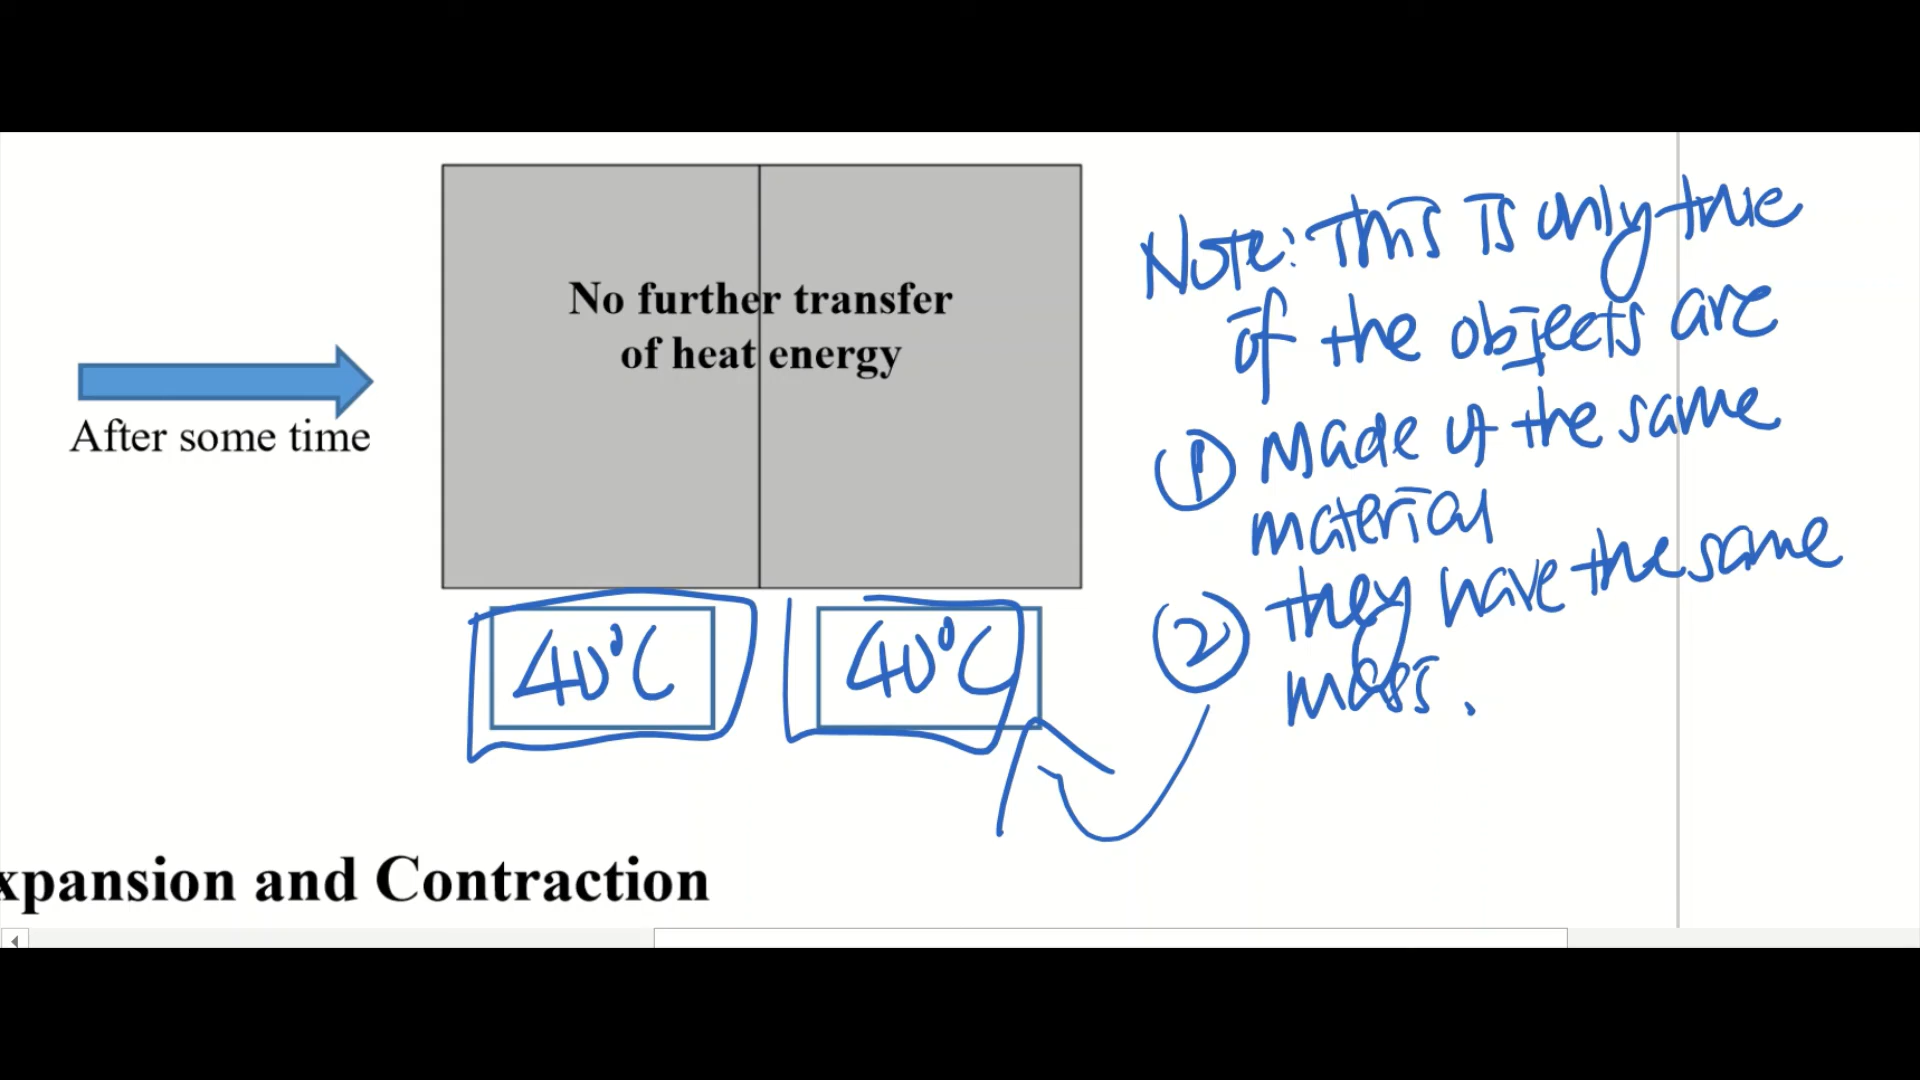 No further transfer
of heat energy
After some time
40°C
40°C
Note: This is only true
if the objects are
① Made of the same
material
② they have the same
mass.
xpansion and Contraction